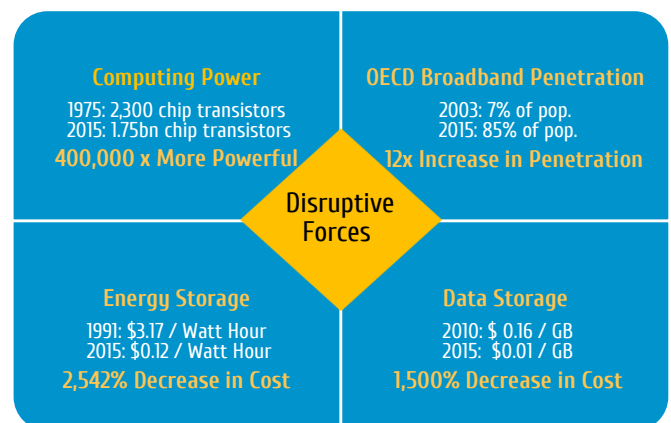 Computing Power
1975: 2,300 chip transistors
2015: 1.75bn chip transistors
400,000 x More Powerful
OECD Broadband Penetration
2003: 7% of pop.
2015: 85% of pop.
12x Increase in Penetration
Disruptive
Forces
Energy Storage
1991: $3.17 / Watt Hour
2015: $0.12 / Watt Hour
2,542% Decrease in Cost
Data Storage
2010: $ 0.16 / GB
2015: $0.01 / GB
1,500% Decrease in Cost